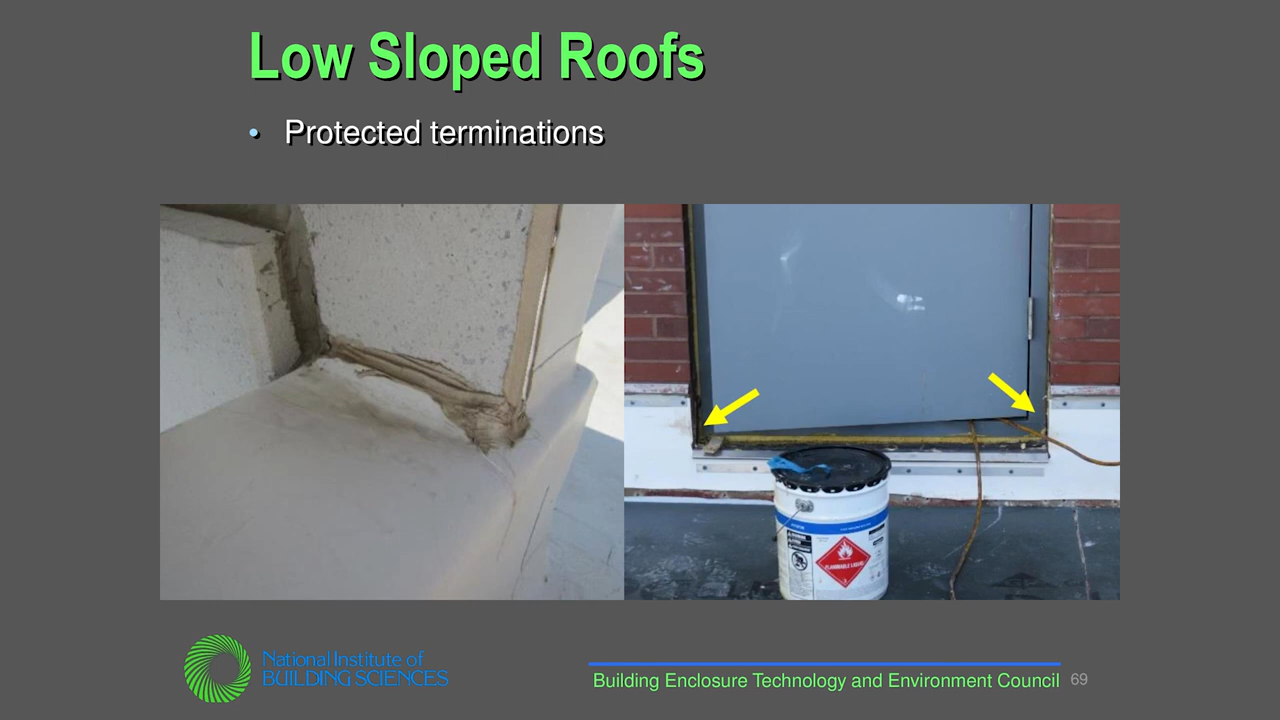 Low Sloped Roofs
• Protected terminations
FLAMMABLE LIQUID
National Institute of
BUILDING SCIENCES
Building Enclosure Technology and Environment Council 69